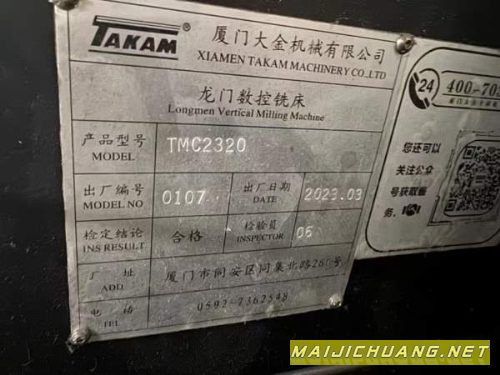 TAKAM®
厦门大金机械有限公司
XIAMEN TAKAM MACHINERY CO.,LTD
龙门数控铣床
Longmen Vertical Milling Machine
产品型号
MODEL
TMC2320
出厂编号
MODEL NO
0107
出厂日期
DATE
2023.03
检定结论
INS RESULT
合格
检验员
INSPECTOR
06
厂 址
ADD
厦门市同安区同集北路260号
电 动
TEL
0592-7362548
24
400-70
您可以
关注公众
号获取服
务:
MAIJICHUANG.NET